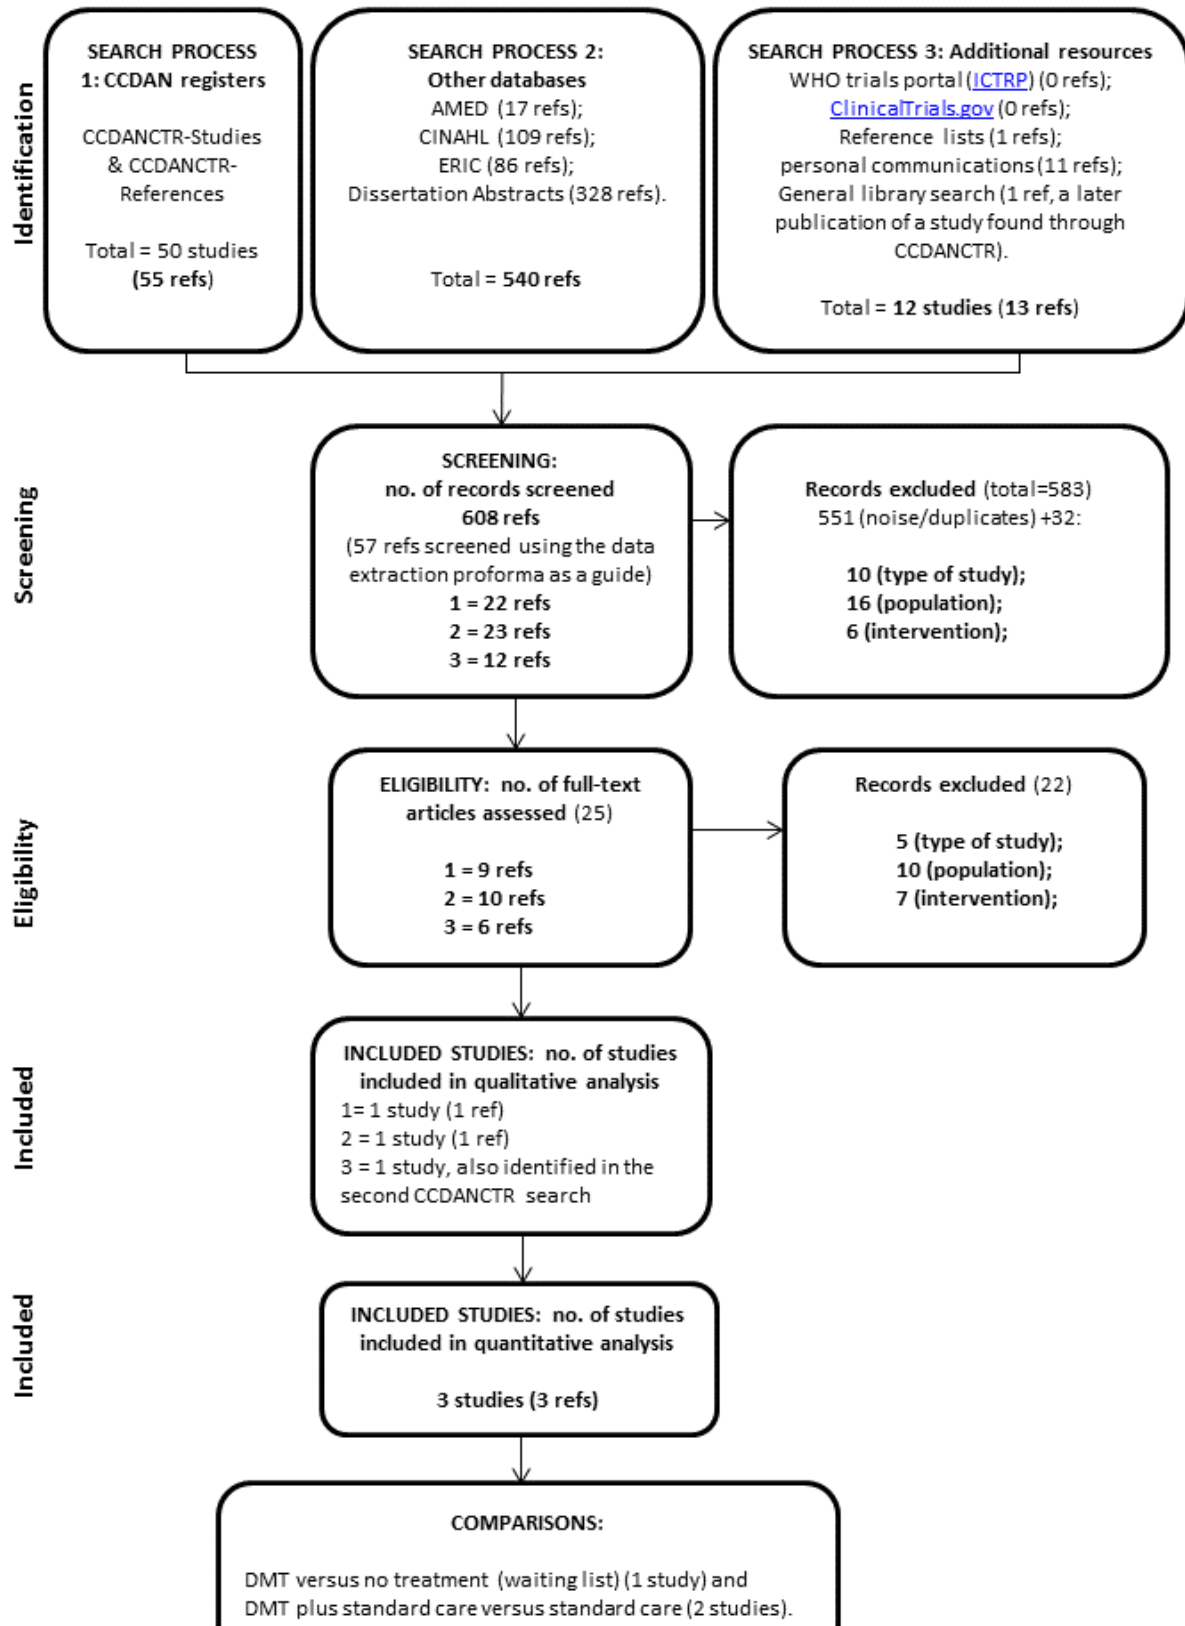 Identification
SEARCH PROCESS
1: CCDAN registers
CCDANCTR-Studies
& CCDANCTR-
References
Total = 50 studies
(55 refs)
SEARCH PROCESS 2:
Other databases
AMED (17 refs);
CINAHL (109 refs);
ERIC (86 refs);
Dissertation Abstracts (328 refs).
Total = 540 refs
SEARCH PROCESS 3: Additional resources
WHO trials portal (ICTRP) (0 refs);
ClinicalTrials.gov (0 refs);
Reference lists (1 refs);
personal communications (11 refs);
General library search (1 ref, a later
publication of a study found through
CCDANCTR).
Total = 12 studies (13 refs)
Screening
SCREENING:
no. of records screened
608 refs
(57 refs screened using the data
extraction proforma as a guide)
1 = 22 refs
2 = 23 refs
3 = 12 refs
Records excluded (total=583)
551 (noise/duplicates) +32:
10 (type of study);
16 (population);
6 (intervention);
Eligibility
ELIGIBILITY: no. of full-text
articles assessed (25)
1 = 9 refs
2 = 10 refs
3 = 6 refs
Records excluded (22)
5 (type of study);
10 (population);
7 (intervention);
Included
INCLUDED STUDIES: no. of studies
included in qualitative analysis
1= 1 study (1 ref)
2 = 1 study (1 ref)
3 = 1 study, also identified in the
second CCDANCTR search
Included
INCLUDED STUDIES: no. of studies
included in quantitative analysis
3 studies (3 refs)
COMPARISONS:
DMT versus no treatment (waiting list) (1 study) and
DMT plus standard care versus standard care (2 studies).